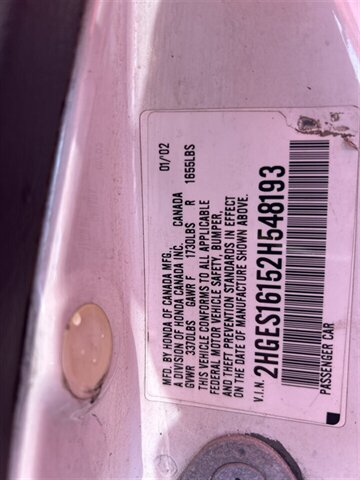 MFD. BY HONDA OF CANADA MFG., 01/02
A DIVISION OF HONDA CANADA INC. CANADA
GVWR 3370LBS GAWR F 1730LBS R 1655LBS
THIS VEHICLE CONFORMS TO ALL APPLICABLE
FEDERAL MOTOR VEHICLE SAFETY, BUMPER,
AND THEFT PREVENTION STANDARDS IN EFFECT
ON THE DATE OF MANUFACTURE SHOWN ABOVE.
V.I.N. 2HGES16152H548193
PASSENGER CAR